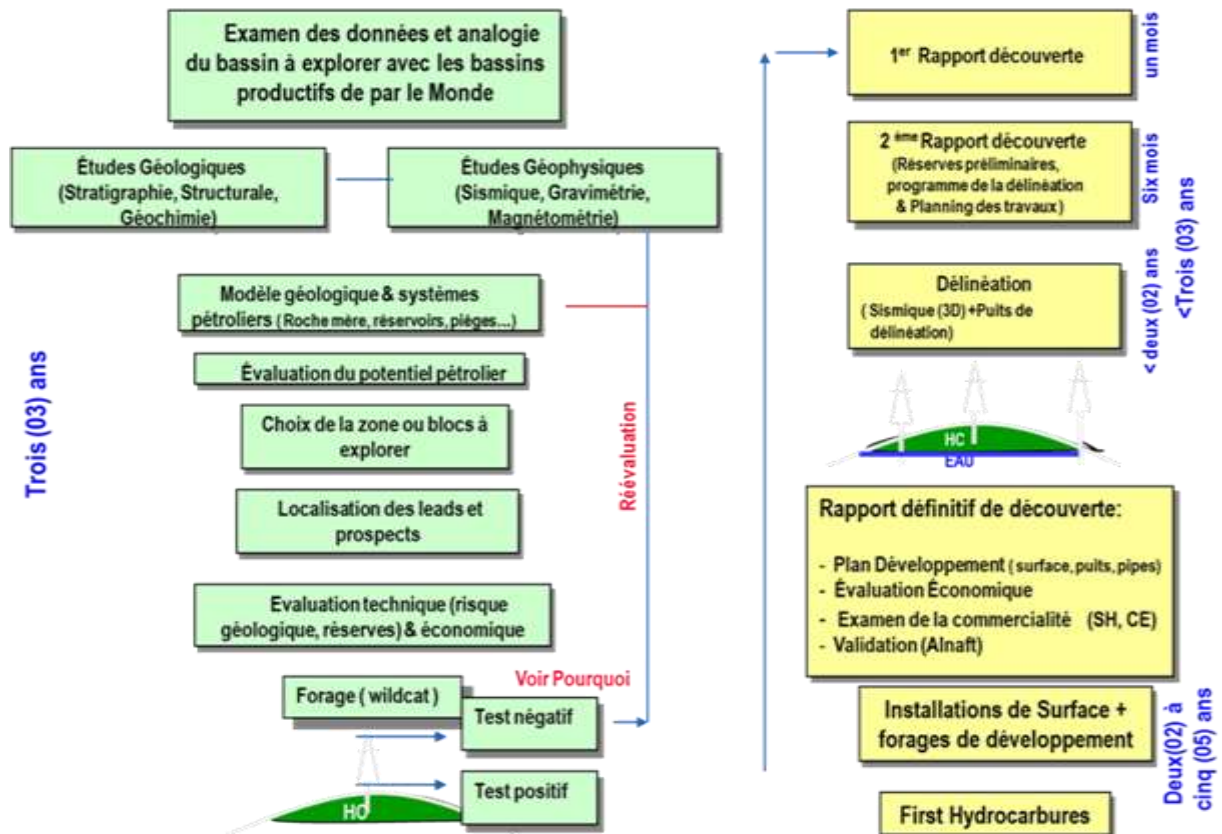 Examen des données et analogie
du bassin à explorer avec les bassins
productifs de par le Monde
Études Géologiques
(Stratigraphie, Structurale,
Géochimie)
Études Géophysiques
(Sismique, Gravimétrie,
Magnétométrie)
Modèle géologique & systèmes
pétroliers ( Roche mère, réservoirs, pièges...)
Évaluation du potentiel pétrolier
Choix de la zone ou blocs à
explorer
Localisation des leads et
prospects
Evaluation technique (risque
géologique, réserves) & économique
Forage ( wildcat )
Voir Pourquoi
Test négatif
Test positif
HC
Trois (03) ans
Réévaluation
1er Rapport découverte
un mois
2 ème Rapport découverte
(Réserves préliminaires,
programme de la délinéation
& Planning des travaux )
Six mois
Délinéation
( Sismique (3D) +Puits de
délinéation)
< deux (02) ans
<Trois (03) ans
HC
EAU
Rapport définitif de découverte:
- Plan Développement ( surface, puits, pipes)
- Évaluation Économique
- Examen de la commercialité (SH, CE)
- Validation (Alnaft)
Installations de Surface +
forages de développement
Deux(02) à
cinq (05) ans
First Hydrocarbures